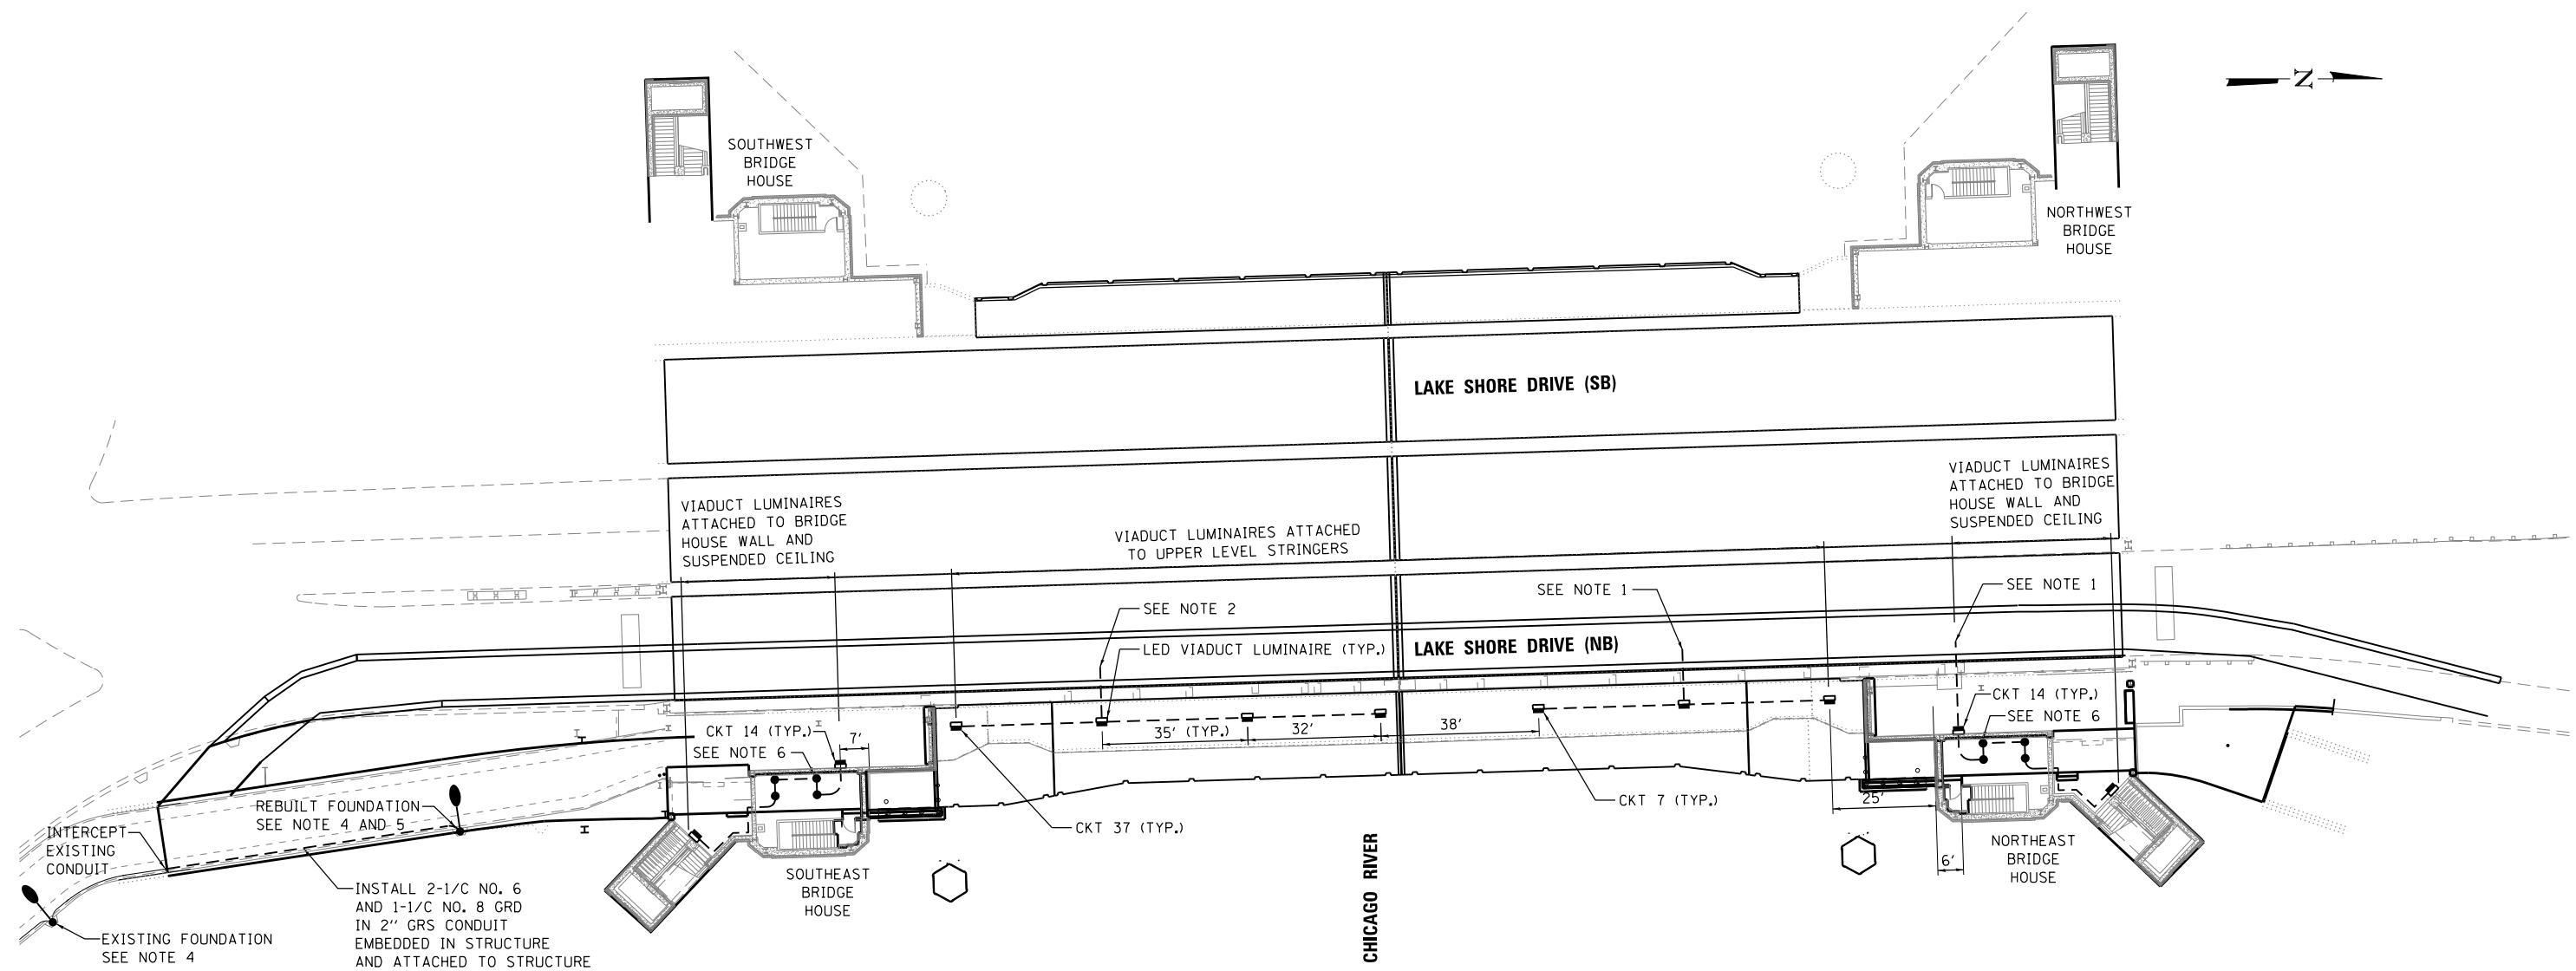 SOUTHWEST
BRIDGE
HOUSE
N
NORTHWEST
BRIDGE
HOUSE
LAKE SHORE DRIVE (SB)
VIADUCT LUMINAIRES
ATTACHED TO BRIDGE
HOUSE WALL AND
SUSPENDED CEILING
VIADUCT LUMINAIRES ATTACHED
TO UPPER LEVEL STRINGERS
VIADUCT LUMINAIRES
ATTACHED TO BRIDGE
HOUSE WALL AND
SUSPENDED CEILING
SEE NOTE 2
SEE NOTE 1
SEE NOTE 1
LED VIADUCT LUMINAIRE (TYP.)
LAKE SHORE DRIVE (NB)
CKT 14 (TYP.)
SEE NOTE 6
7'
35' (TYP.)
32'
38'
CKT 14 (TYP.)
SEE NOTE 6
CKT 37 (TYP.)
CKT 7 (TYP.)
25'
6'
REBUILT FOUNDATION
SEE NOTE 4 AND 5
INTERCEPT
EXISTING
CONDUIT
INSTALL 2-1/C NO. 6
AND 1-1/C NO. 8 GRD
IN 2" GRS CONDUIT
EMBEDDED IN STRUCTURE
AND ATTACHED TO STRUCTURE
EXISTING FOUNDATION
SEE NOTE 4
SOUTHEAST
BRIDGE
HOUSE
CHICAGO RIVER
NORTHEAST
BRIDGE
HOUSE